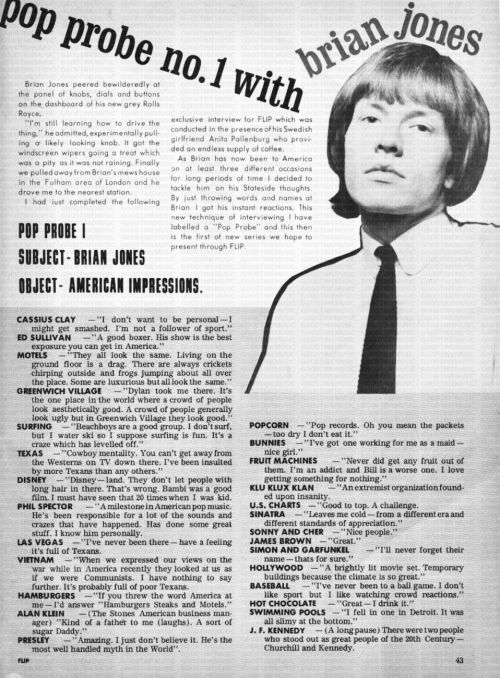 pop probe no.1 with
brian jones
Brian Jones peered bewilderedly at
the panel of knobs, dials and buttons
on the dashboard of his new grey Rolls
Royce.
"I'm still learning how to drive the
thing," he admitted, experimentally pull-
ing a likely looking knob. It got the
windscreen wipers going a treat which
was a pity as it was not raining. Finally
we pulled away from Brian's mews house
in the Fulham area of London and he
drove me to the nearest station.
I had just completed the following
exclusive interview for FLIP which was
conducted in the presence of his Swedish
girlfriend Anita Pallenburg who provi-
ded an endless supply of coffee.
As Brian has now been to America
on at least three different occasions
for long periods of time I decided to
tackle him on his Stateside thoughts.
By just throwing words and names at
Brian I got his instant reactions. This
new technique of interviewing I have
labelled a "Pop Probe" and this then
is the first of new series we hope to
present through FLIP.
POP PROBE I
SUBJECT- BRIAN JONES
OBJECT- AMERICAN IMPRESSIONS.
CASSIUS CLAY —"I don't want to be personal — I
might get smashed. I'm not a follower of sport."
ED SULLIVAN —"A good boxer. His show is the best
exposure you can get in America."
MOTELS —"They all look the same. Living on the
ground floor is a drag. There are always crickets
chirping outside and frogs jumping about all over
the place. Some are luxurious but all look the same."
GREENWICH VILLAGE —"Dylan took me there. It's
the one place in the world where a crowd of people
look aesthetically good. A crowd of people generally
look ugly but in Greenwich Village they look good."
SURFING —"Beachboys are a good group. I don't surf,
but I water ski so I suppose surfing is fun. It's a
craze which has levelled off."
TEXAS —"Cowboy mentality. You can't get away from
the Westerns on TV down there. I've been insulted
by more Texans than any others."
DISNEY —"Disney — land. They don't let people with
long hair in there. That's wrong. Bambi was a good
film. I must have seen that 20 times when I was kid.
PHIL SPECTOR —"A milestone in American pop music.
He's been responsible for a lot of the sounds and
crazes that have happened. Has done some great
stuff. I know him personally.
LAS VEGAS —"I've never been there — have a feeling
it's full of Texans.
VIETNAM —"When we expressed our views on the
war while in America recently they looked at us as
if we were Communists. I have nothing to say
further. It's probably full of poor Texans.
HAMBURGERS —"If you threw the word America at
me — I'd answer "Hamburgers Steaks and Motels."
ALAN KLEIN —(The Stones American business man-
ager) "Kind of a father to me (laughs). A sort of
sugar Daddy."
PRESLEY —"Amazing. I just don't believe it. He's the
most well handled myth in the World".
POPCORN —"Pop records. Oh you mean the packets
—too dry I don't eat it."
BUNNIES —"I've got one working for me as a maid —
nice girl."
FRUIT MACHINES —"Never did get any fruit out of
them. I'm an addict and Bill is a worse one. I love
getting something for nothing."
KLU KLUX KLAN —"An extremist organization found-
ed upon insanity.
U.S. CHARTS —"Good to top. A challenge.
SINATRA —"Leaves me cold — from a different era and
different standards of appreciation."
SONNY AND CHER —"Nice people."
JAMES BROWN —"Great."
SIMON AND GARFUNKEL —"I'll never forget their
name — thats for sure."
HOLLYWOOD —"A brightly lit movie set. Temporary
buildings because the climate is so great."
BASEBALL —"I've never been to a ball game. I don't
like sport but I like watching crowd reactions."
HOT CHOCOLATE —"Great — I drink it."
SWIMMING POOLS —"I fell in one in Detroit. It was
all slimy at the bottom."
J. F. KENNEDY —(A long pause) There were two people
who stood out as great people of the 20th Century —
Churchill and Kennedy.
FLIP
43